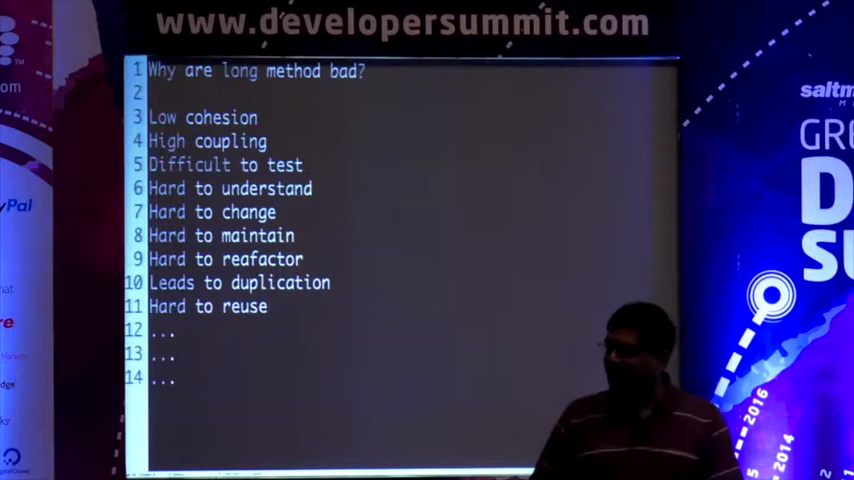 www.developersummit.com
1 Why are long method bad?
2
3 Low cohesion
4 High coupling
5 Difficult to test
6 Hard to understand
7 Hard to change
8 Hard to maintain
9 Hard to reafactor
10 Leads to duplication
11 Hard to reuse
12 ...
13 ...
14 ...
saltm
GRE
D
SU
2016
2014
om
yPal
re